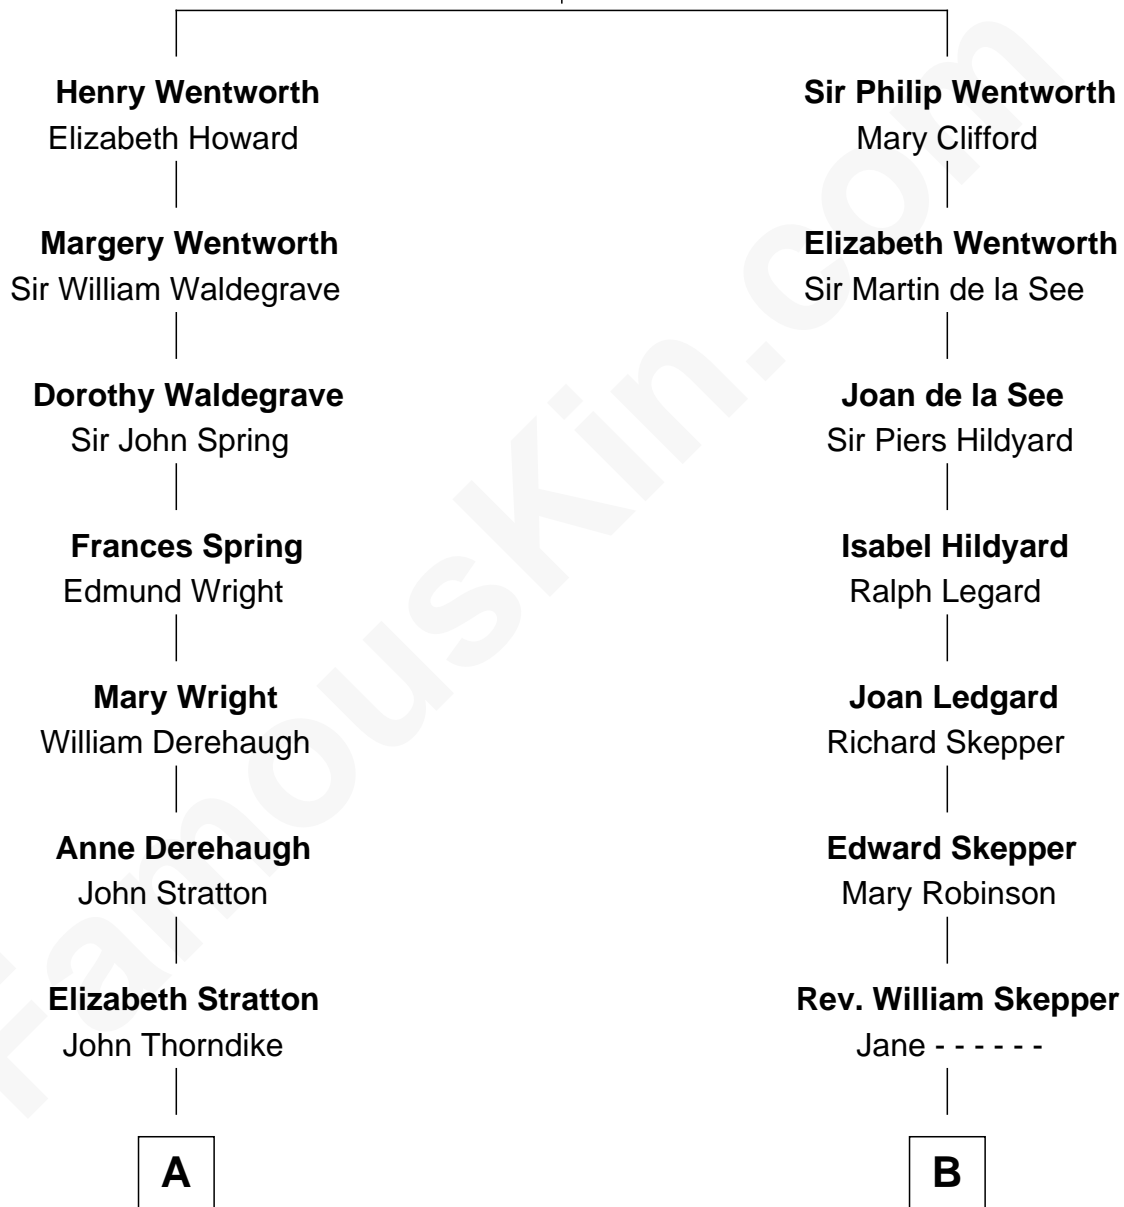 Henry Wentworth
Elizabeth Howard
Margery Wentworth
Sir William Waldegrave
Dorothy Waldegrave
Sir John Spring
Frances Spring
Edmund Wright
Mary Wright
William Derehaugh
Anne Derehaugh
John Stratton
Elizabeth Stratton
John Thorndike
A
Sir Philip Wentworth
Mary Clifford
Elizabeth Wentworth
Sir Martin de la See
Joan de la See
Sir Piers Hildyard
Isabel Hildyard
Ralph Legard
Joan Ledgard
Richard Skepper
Edward Skepper
Mary Robinson
Rev. William Skepper
Jane - - - - - -
B
FamousKin.com